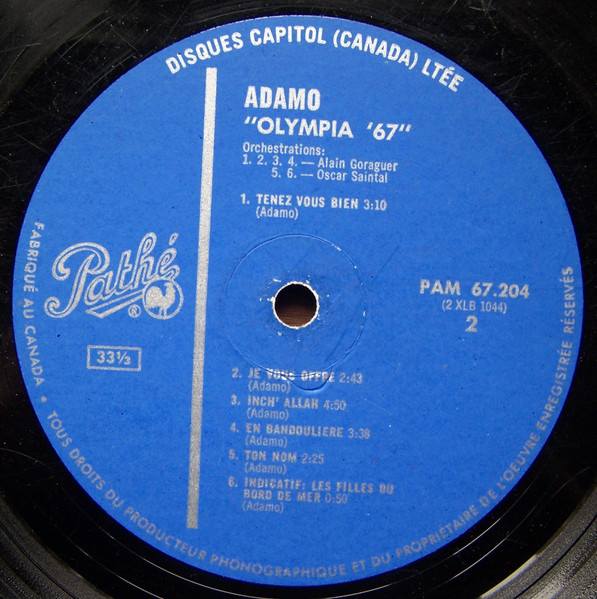 DISQUES CAPITOL (CANADA) LTÉE
ADAMO
"OLYMPIA '67"
Orchestrations:
1. 2. 3. 4. — Alain Goraguer
5. 6. — Oscar Saintal
1. TENEZ VOUS BIEN 3:10
(Adamo)
Pathé
®
33⅓
PAM 67.204
(2 XLB 1044)
2
2. JE VOUS OFFRE 2:43
(Adamo)
3. INCH' ALLAH 4:50
(Adamo)
4. EN BANDOULIERE 3:38
(Adamo)
5. TON NOM 2:25
(Adamo)
6. INDICATIF: LES FILLES DU
BORD DE MER 0:50
(Adamo)
FABRIQUÉ AU CANADA • TOUS DROITS DU PRODUCTEUR PHONOGRAPHIQUE ET DU PROPRIÉTAIRE DE L'OEUVRE ENREGISTRÉE RÉSERVÉS